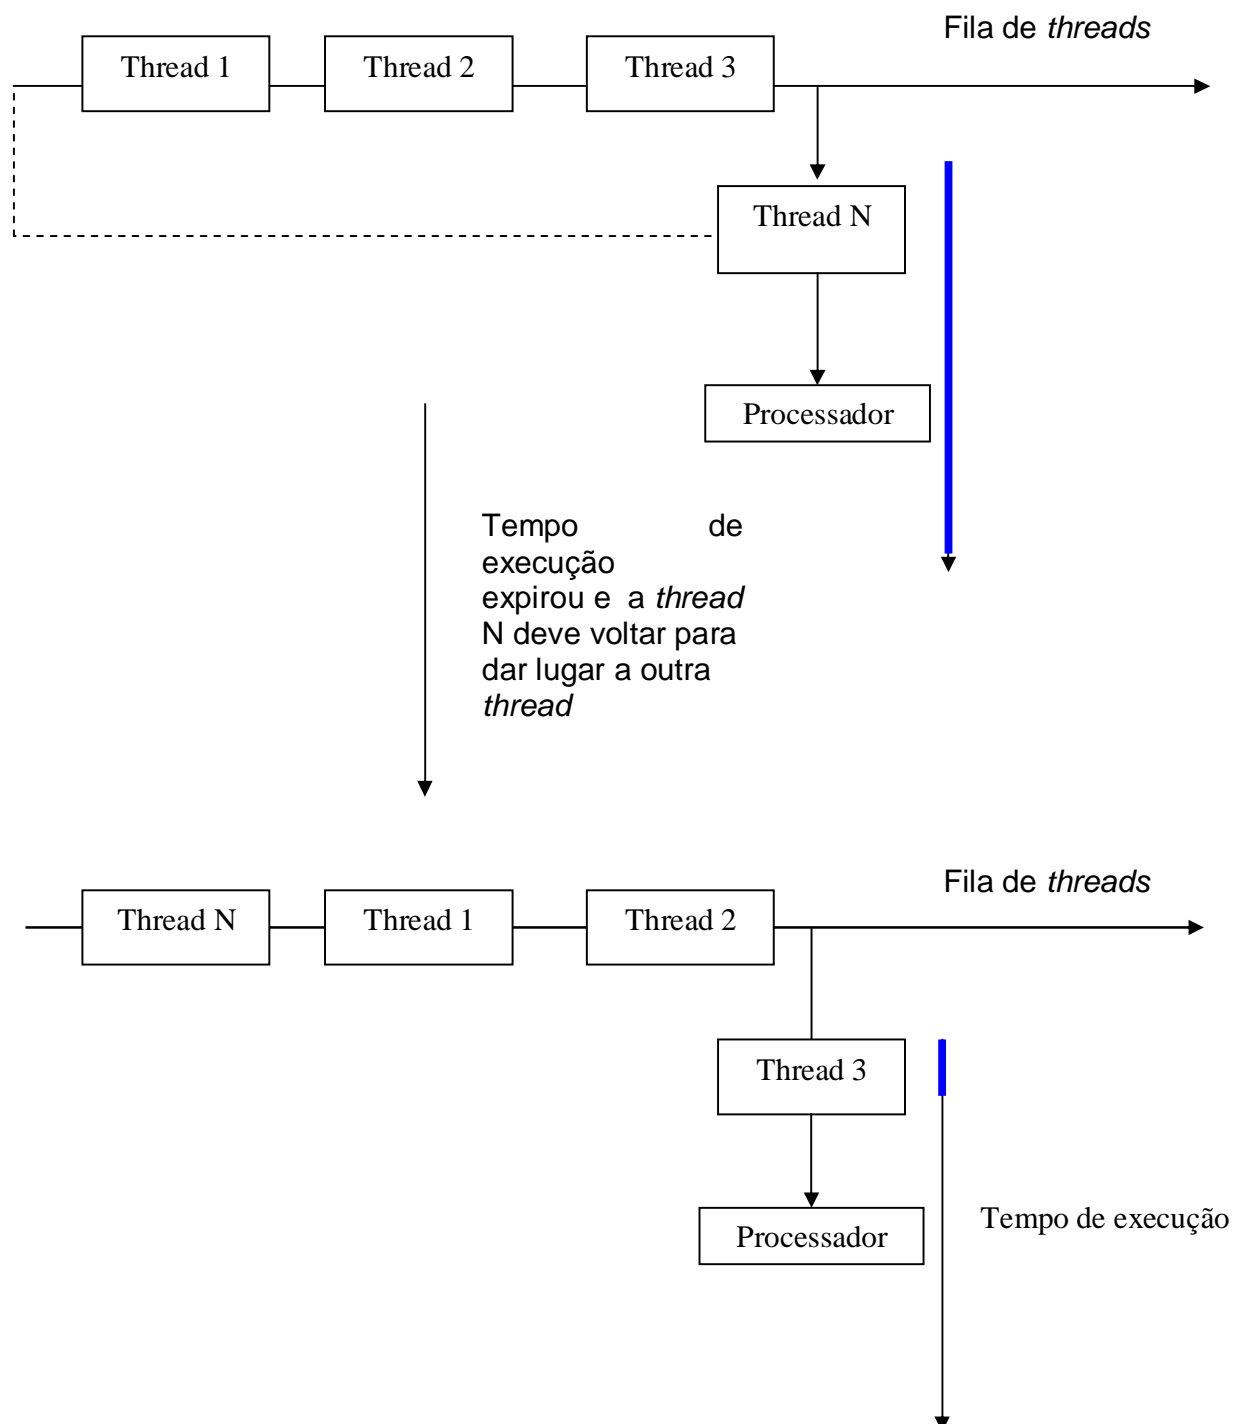 Fila de threads
Thread 1
Thread 2
Thread 3
Thread N
Processador
Tempo de
execução
expirou e a thread
N deve voltar para
dar lugar a outra
thread
Fila de threads
Thread N
Thread 1
Thread 2
Thread 3
Processador
Tempo de execução